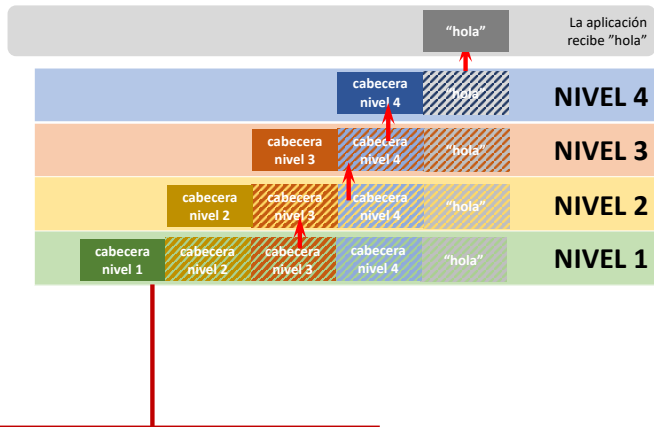 "hola"
La aplicación
recibe ”hola”
cabecera
nivel 4
“hola”
NIVEL 4
cabecera
nivel 3
cabecera
nivel 4
“hola”
NIVEL 3
cabecera
nivel 2
cabecera
nivel 3
cabecera
nivel 4
“hola”
NIVEL 2
cabecera
nivel 1
cabecera
nivel 2
cabecera
nivel 3
cabecera
nivel 4
“hola”
NIVEL 1